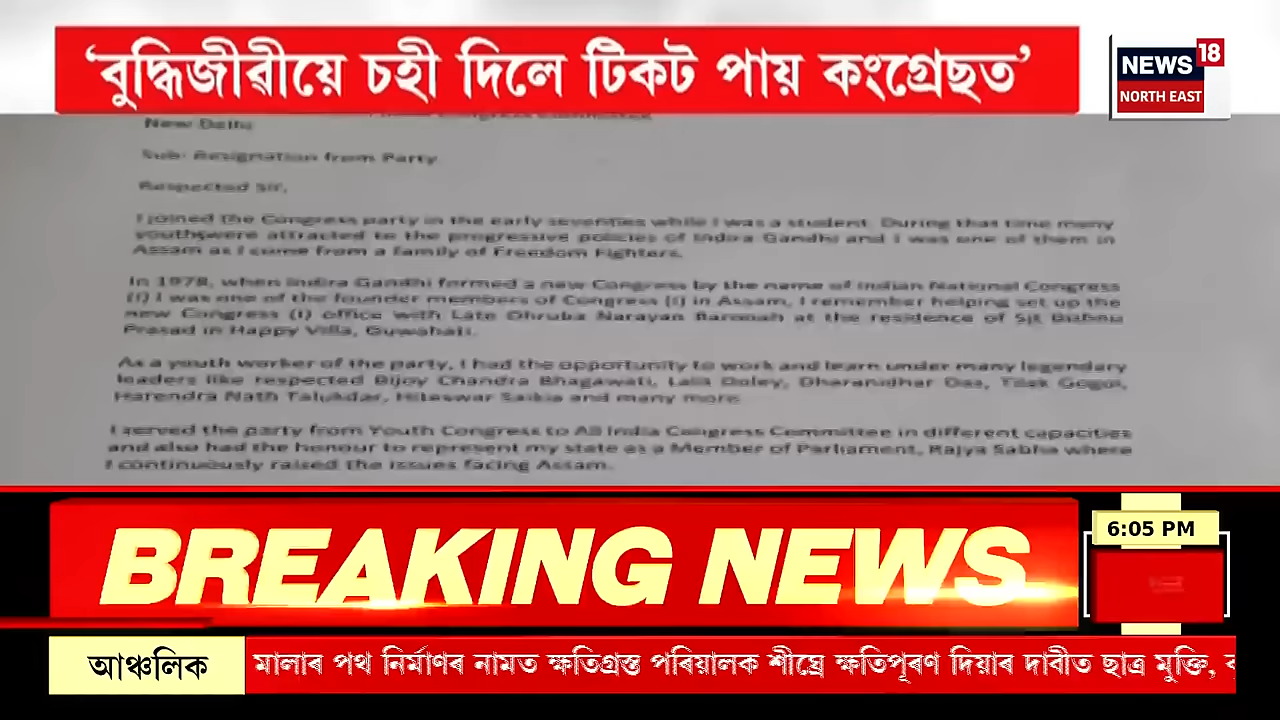 ‘বুদ্ধিজীৱীয়ে চহী দিলে টিকট পায় কংগ্ৰেছত’
NEWS 18
NORTH EAST
New Delhi
Sub: Resignation from Party
Respected Sir,
I joined the Congress party in the early seventies while I was a student. During that time many
youthswere attracted to the progressive policies of Indira Gandhi and I was one of them in
Assam as I come from a family of Freedom Fighters.
In 1978, when Indira Gandhi formed a new Congress by the name of Indian National Congress
(I) I was one of the founder members of Congress (I) in Assam, I remember helping set up the
new Congress (I) office with Late Dhruba Narayan Baruah at the residence of Sjt Bishnu
Prasad in Happy Villa, Guwahati.
As a youth worker of the party, I had the opportunity to work and learn under many legendary
leaders like respected Bijoy Chandra Bhagawati, Lalit Doley, Dharanidhar Das, Tilak Gogoi,
Harendra Nath Talukdar, Hiteswar Saikia and many more.
I served the party from Youth Congress to All India Congress Committee in different capacities
and also had the honour to represent my state as a Member of Parliament, Rajya Sabha where
I continuously raised the issues facing Assam.
BREAKING NEWS
6:05 PM
আঞ্চলিক
মালাৰ পথ নিৰ্মাণৰ নামত ক্ষতিগ্ৰস্ত পৰিয়ালক শীঘ্ৰে ক্ষতিপূৰণ দিয়াৰ দাবীত ছাত্ৰ মুক্তি,